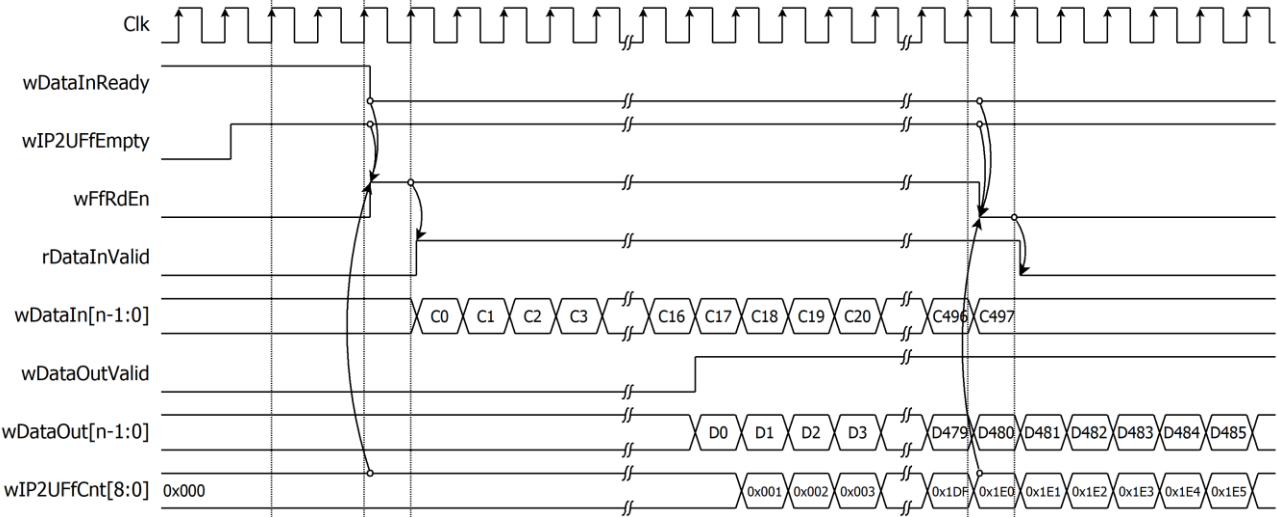 Clk
wDataInReady
wIP2UFfEmpty
wFfRdEn
rDataInValid
wDataIn[n-1:0] C0 C1 C2 C3 C16 C17 C18 C19 C20 C496 C497
wDataOutValid
wDataOut[n-1:0] D0 D1 D2 D3 D479 D480 D481 D482 D483 D484 D485
wIP2UFfCnt[8:0] 0x000 0x001 0x002 0x003 0x1DF 0x1E0 0x1E1 0x1E2 0x1E3 0x1E4 0x1E5